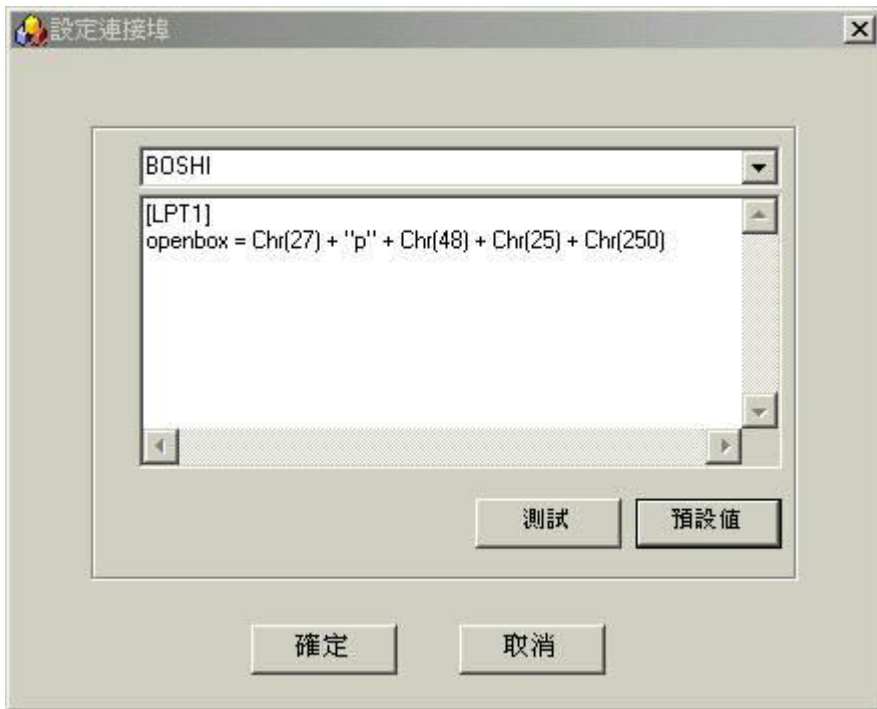 設定連接埠
BOSHI
[LPT1]
openbox = Chr(27) + "p" + Chr(48) + Chr(25) + Chr(250)
測試
預設值
確定
取消